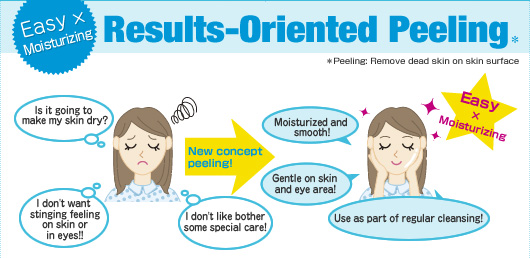 Easy ×
Moisturizing
Results-Oriented Peeling*
*Peeling: Remove dead skin on skin surface
Is it going to
make my skin dry?
I don't want
stinging feeling
on skin or
in eyes!!
I don't like bother
some special care!
New concept
peeling!
Moisturized and
smooth!
Gentle on skin
and eye area!
Use as part of regular cleansing!
Easy
×
Moisturizing